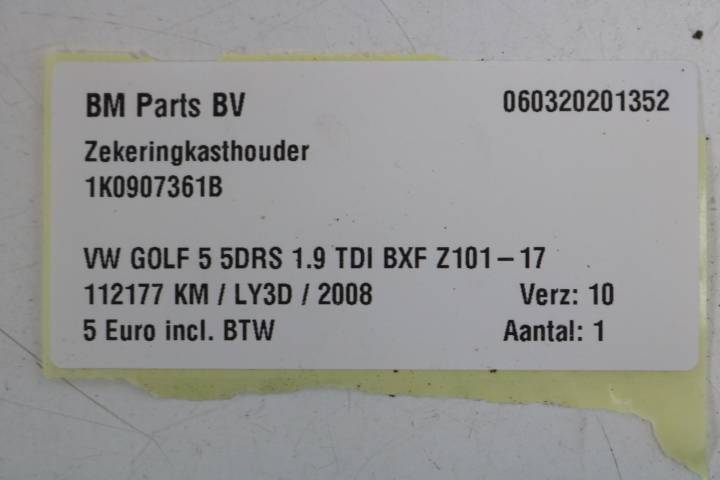 BM Parts BV 060320201352
Zekeringkasthouder
1K0907361B
VW GOLF 5 5DRS 1.9 TDI BXF Z101-17
112177 KM / LY3D / 2008 Verz: 10
5 Euro incl. BTW Aantal: 1